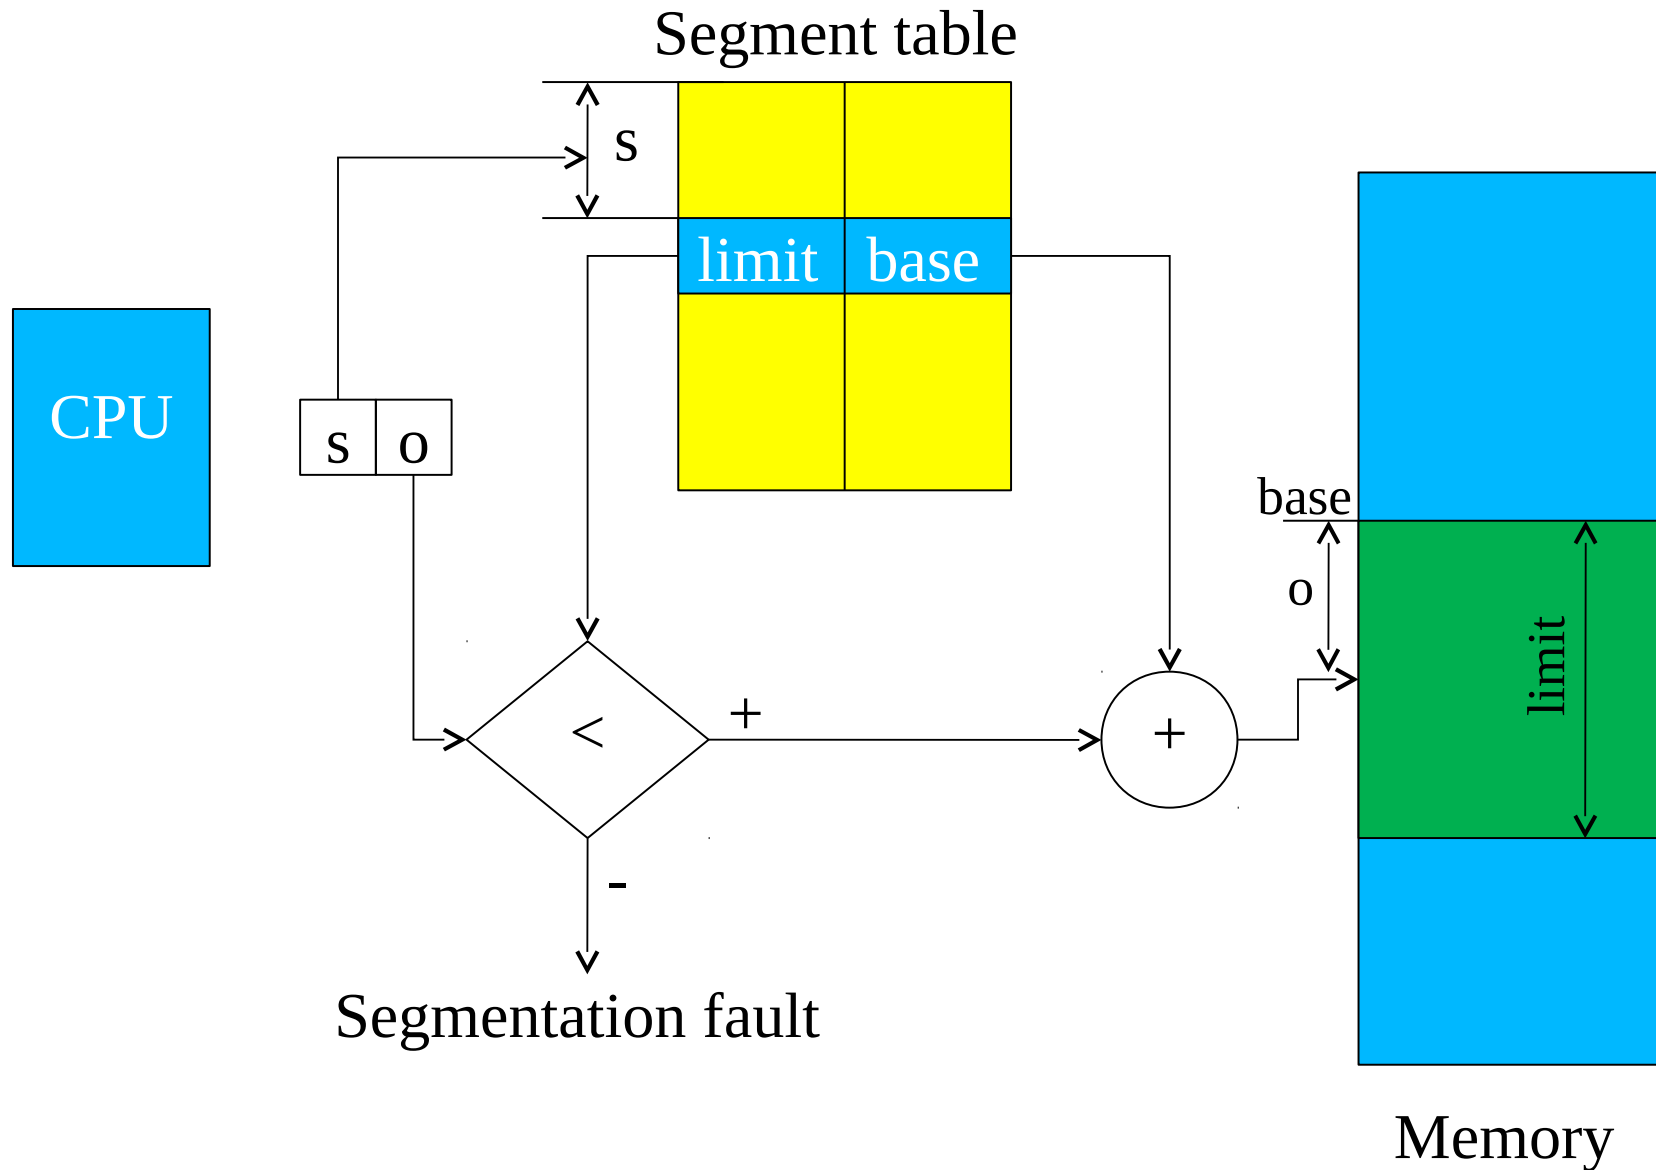 Segment table
s
limit base
CPU
s o
base
o
limit
< + +
-
Segmentation fault
Memory